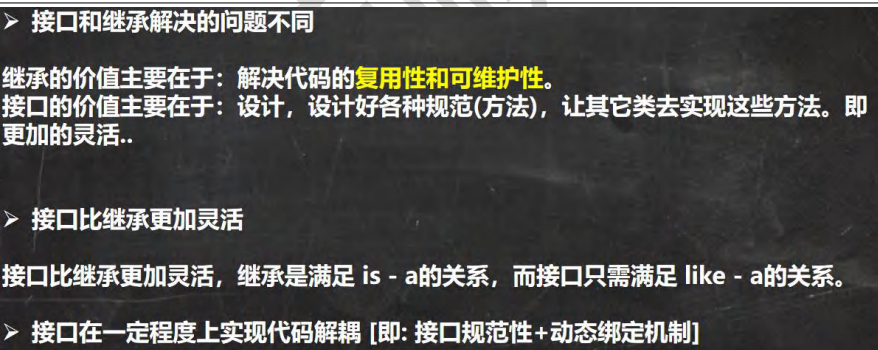 ➢ 接口和继承解决的问题不同
继承的价值主要在于：解决代码的复用性和可维护性。
接口的价值主要在于：设计，设计好各种规范(方法)，让其它类去实现这些方法。即
更加的灵活..
➢ 接口比继承更加灵活
接口比继承更加灵活，继承是满足 is - a的关系，而接口只需满足 like - a的关系。
➢ 接口在一定程度上实现代码解耦 [即: 接口规范性+动态绑定机制]